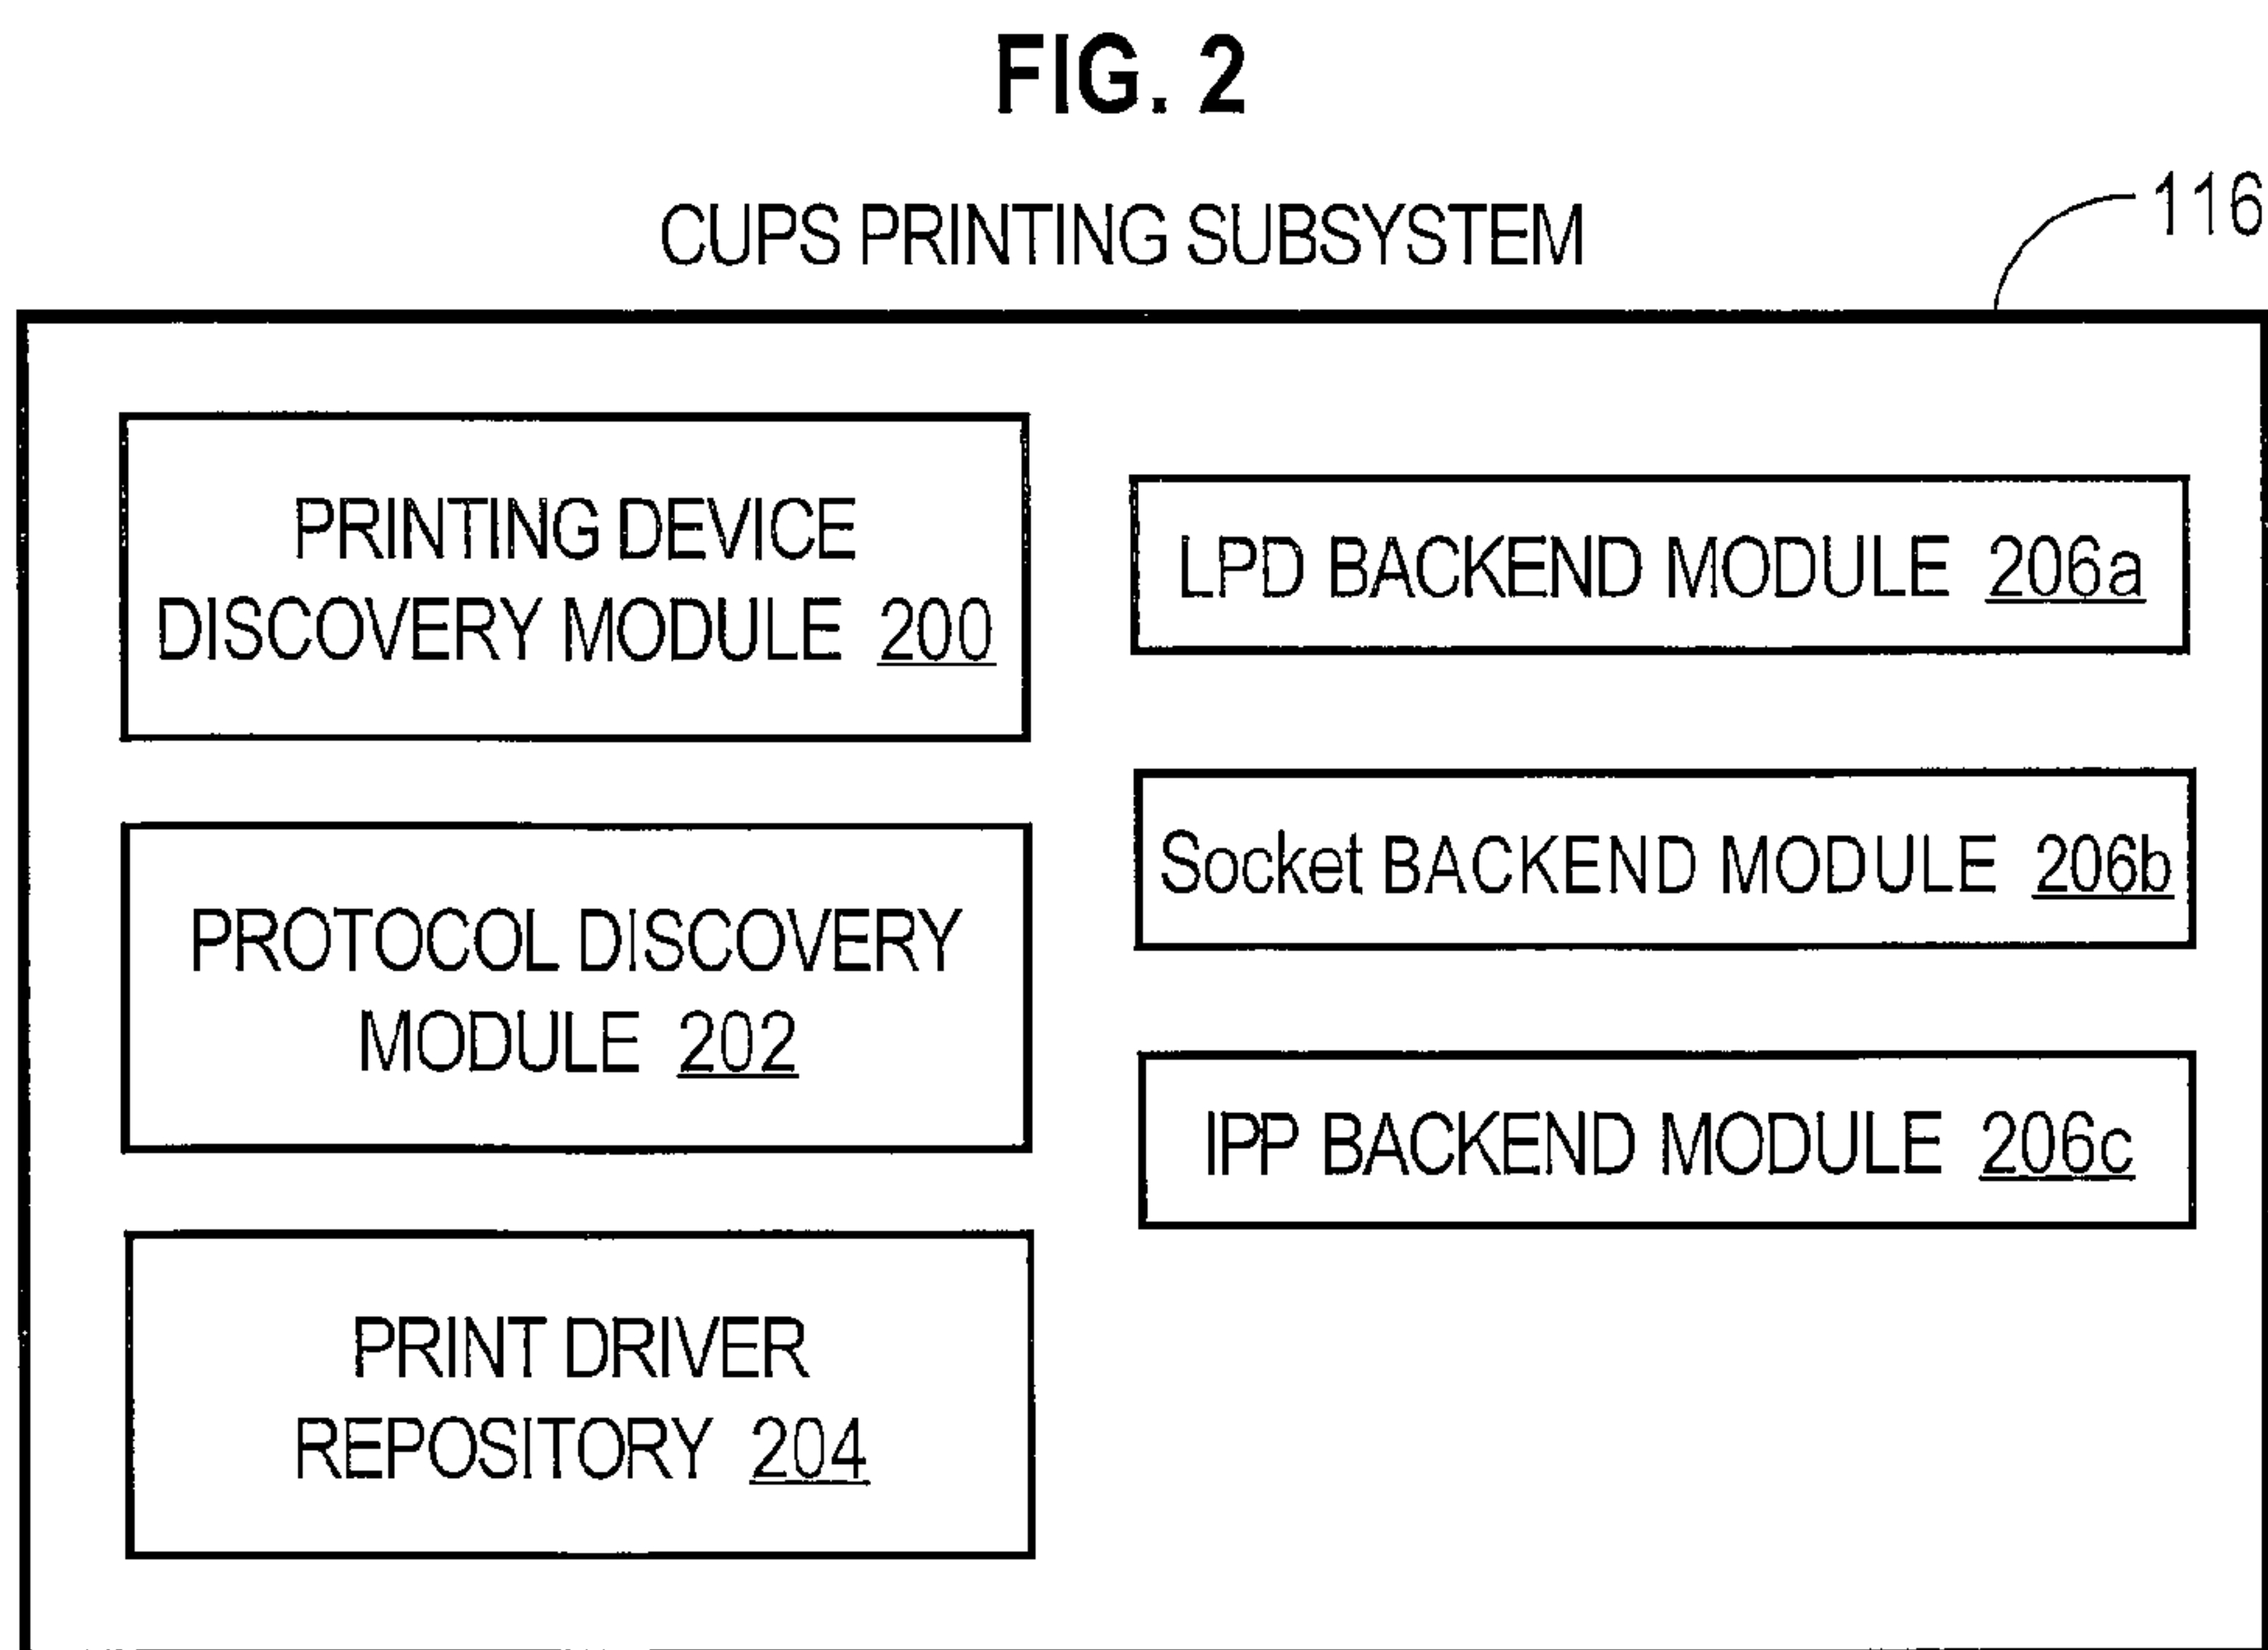 FIG. 2
CUPS PRINTING SUBSYSTEM
116
PRINTING DEVICE
DISCOVERY MODULE 200
PROTOCOL DISCOVERY
MODULE 202
PRINT DRIVER
REPOSITORY 204
LPD BACKEND MODULE 206a
Socket BACKEND MODULE 206b
IPP BACKEND MODULE 206c